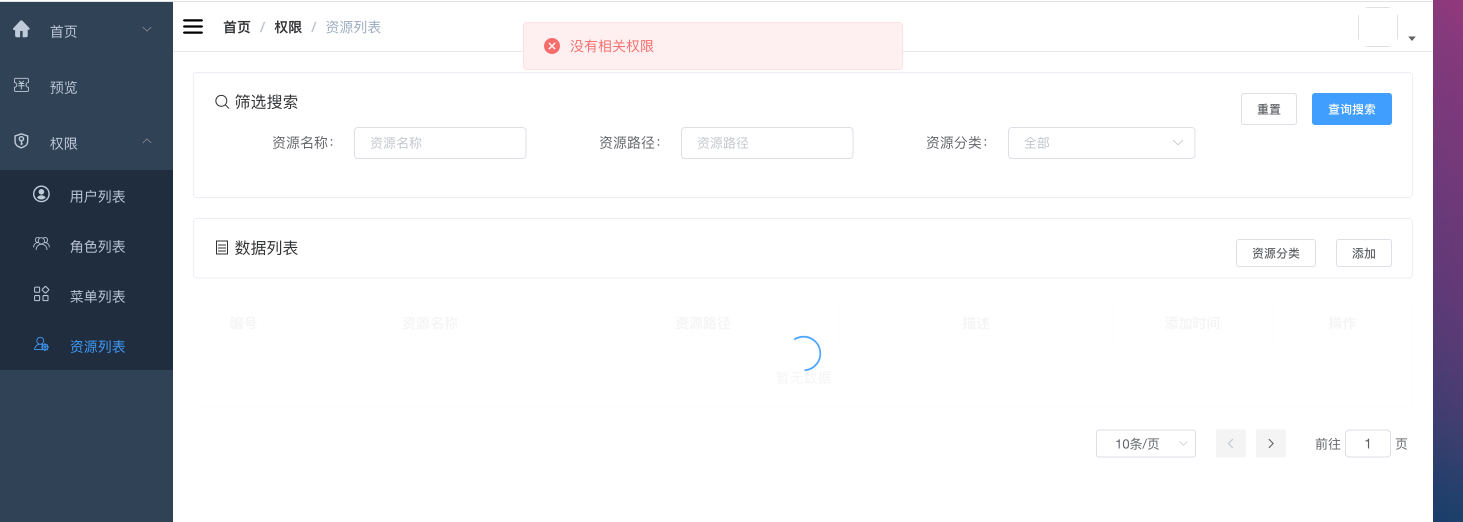 首页
预览
权限
用户列表
角色列表
菜单列表
资源列表
首页 / 权限 / 资源列表
没有相关权限
筛选搜索
重置
查询搜索
资源名称： 资源名称
资源路径： 资源路径
资源分类： 全部
数据列表
资源分类
添加
编号 资源名称 资源路径 描述 添加时间 操作
暂无数据
10条/页
前往 1 页